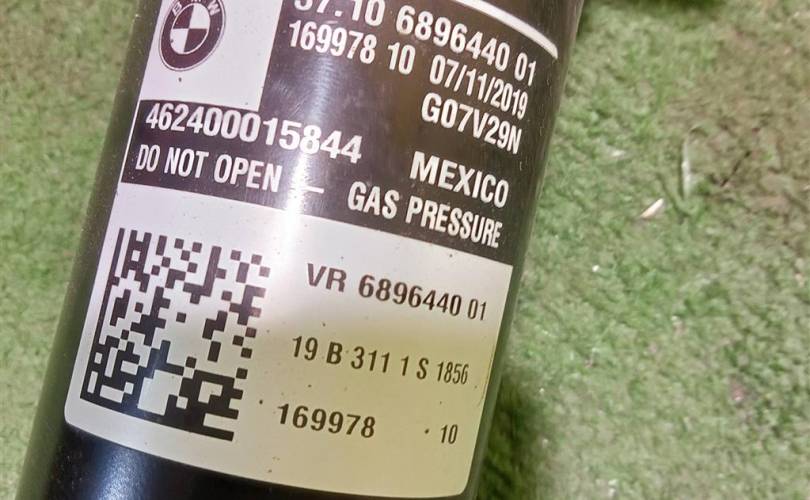 BMW
37.10 6896440 01
169978 10 07/11/2019
G07V29N
462400015844
MEXICO
DO NOT OPEN — GAS PRESSURE
VR 6896440 01
19 B 311 1 S 1856
169978 10